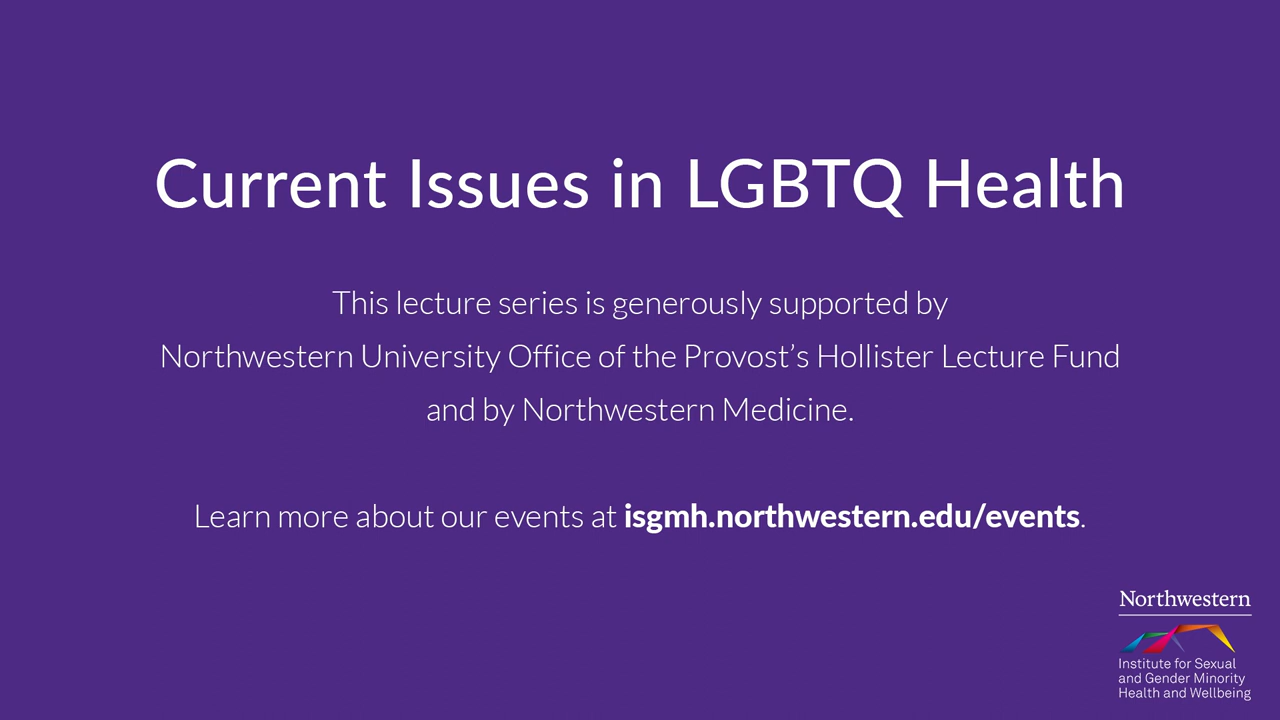 Current Issues in LGBTQ Health
This lecture series is generously supported by
Northwestern University Office of the Provost’s Hollister Lecture Fund
and by Northwestern Medicine.
Learn more about our events at isgmh.northwestern.edu/events.
Northwestern
Institute for Sexual
and Gender Minority
Health and Wellbeing